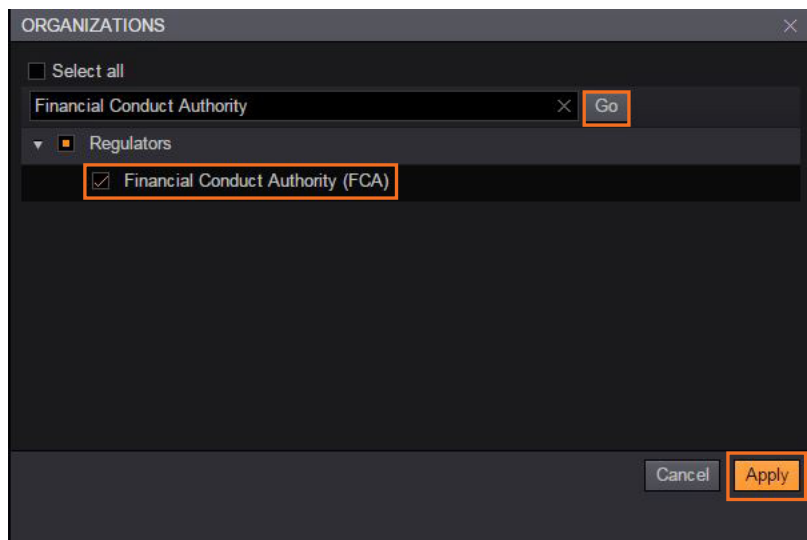 ORGANIZATIONS
Select all
Financial Conduct Authority Go
Regulators
Financial Conduct Authority (FCA)
Cancel Apply